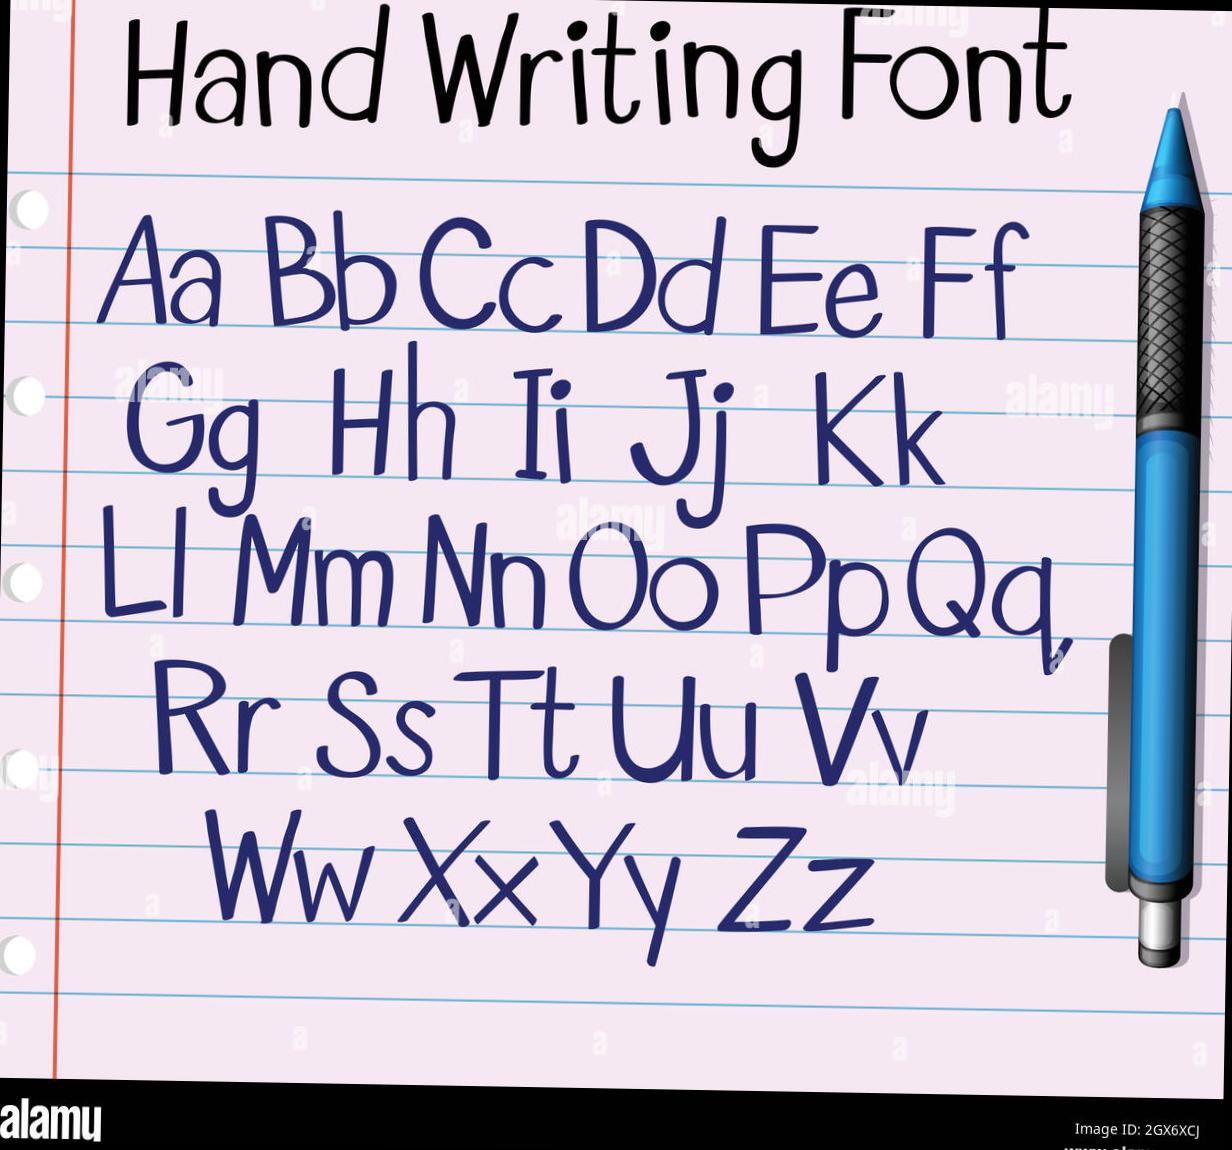 Hand Writing Font
Aa Bb Cc Dd Ee Ff
Gg Hh Ii Jj Kk
Ll Mm Nn Oo Pp Qq
Rr Ss Tt Uu Vv
Ww Xx Yy Zz
alamy
Image ID: 2GX6XCJ